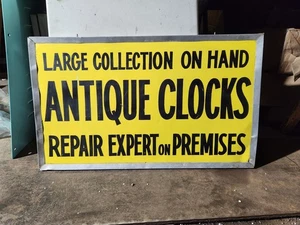 LARGE COLLECTION ON HAND
ANTIQUE CLOCKS
REPAIR EXPERT ON PREMISES